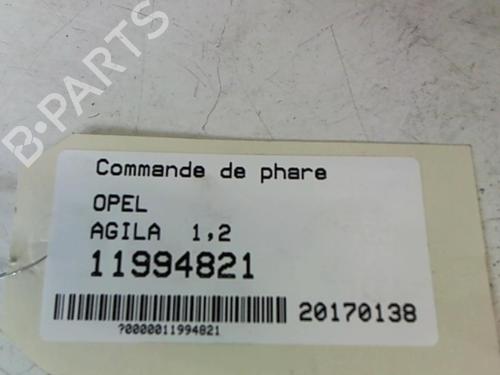 B-PARTS
Commande de phare
OPEL
AGILA 1,2
11994821
20170138
?0000011994821